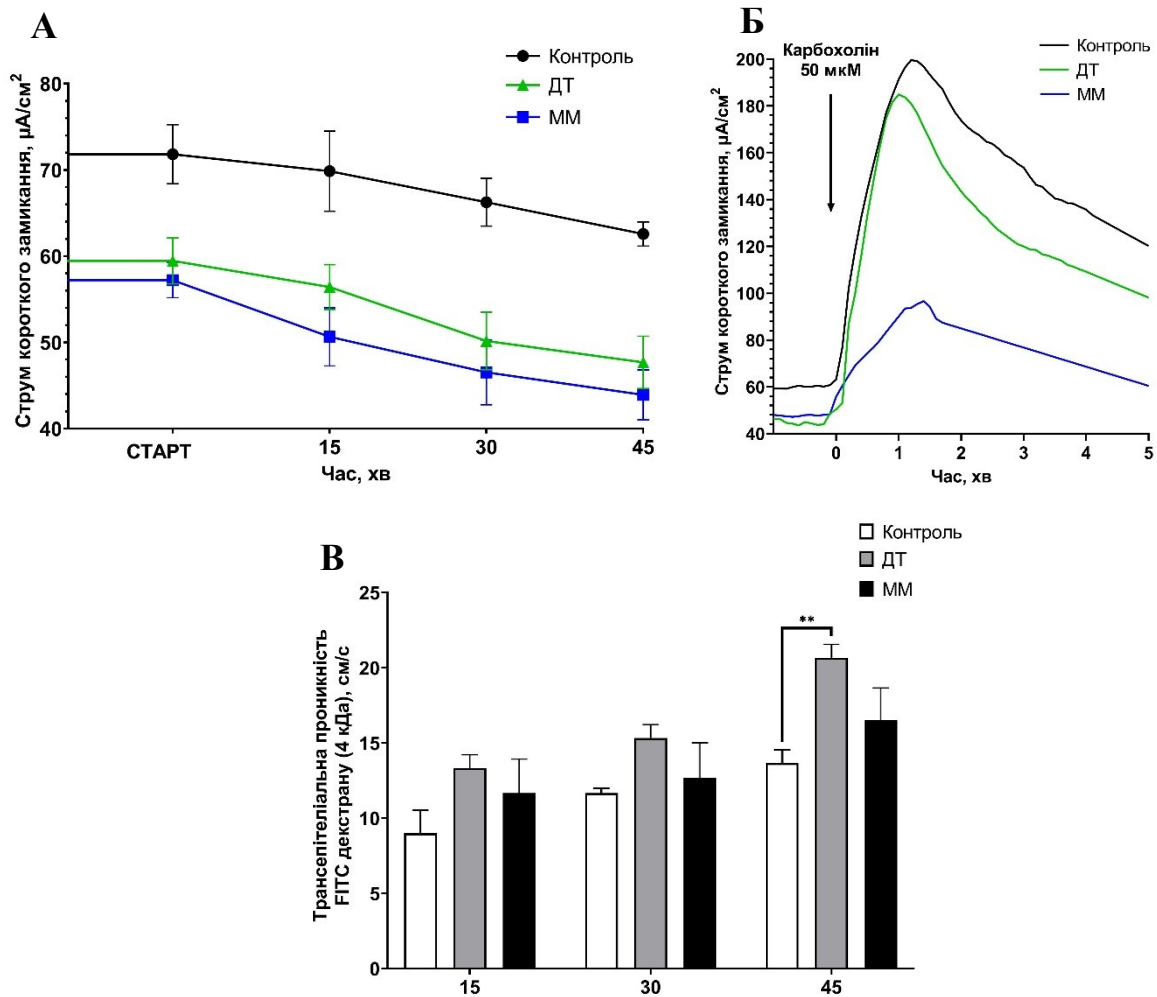 А
Контроль
ДТ
ММ
Струм короткого замикання, µА/см²
80
70
60
50
40
СТАРТ
15
30
45
Час, хв
Б
Карбохолін
50 мкМ
Контроль
ДТ
ММ
Струм короткого замикання, µА/см²
200
180
160
140
120
100
80
60
40
0
1
2
3
4
5
Час, хв
В
Контроль
ДТ
ММ
Трансепітеліальна проникність
FITC декстрану (4 кДа), см/с
25
20
15
10
5
0
**
15
30
45